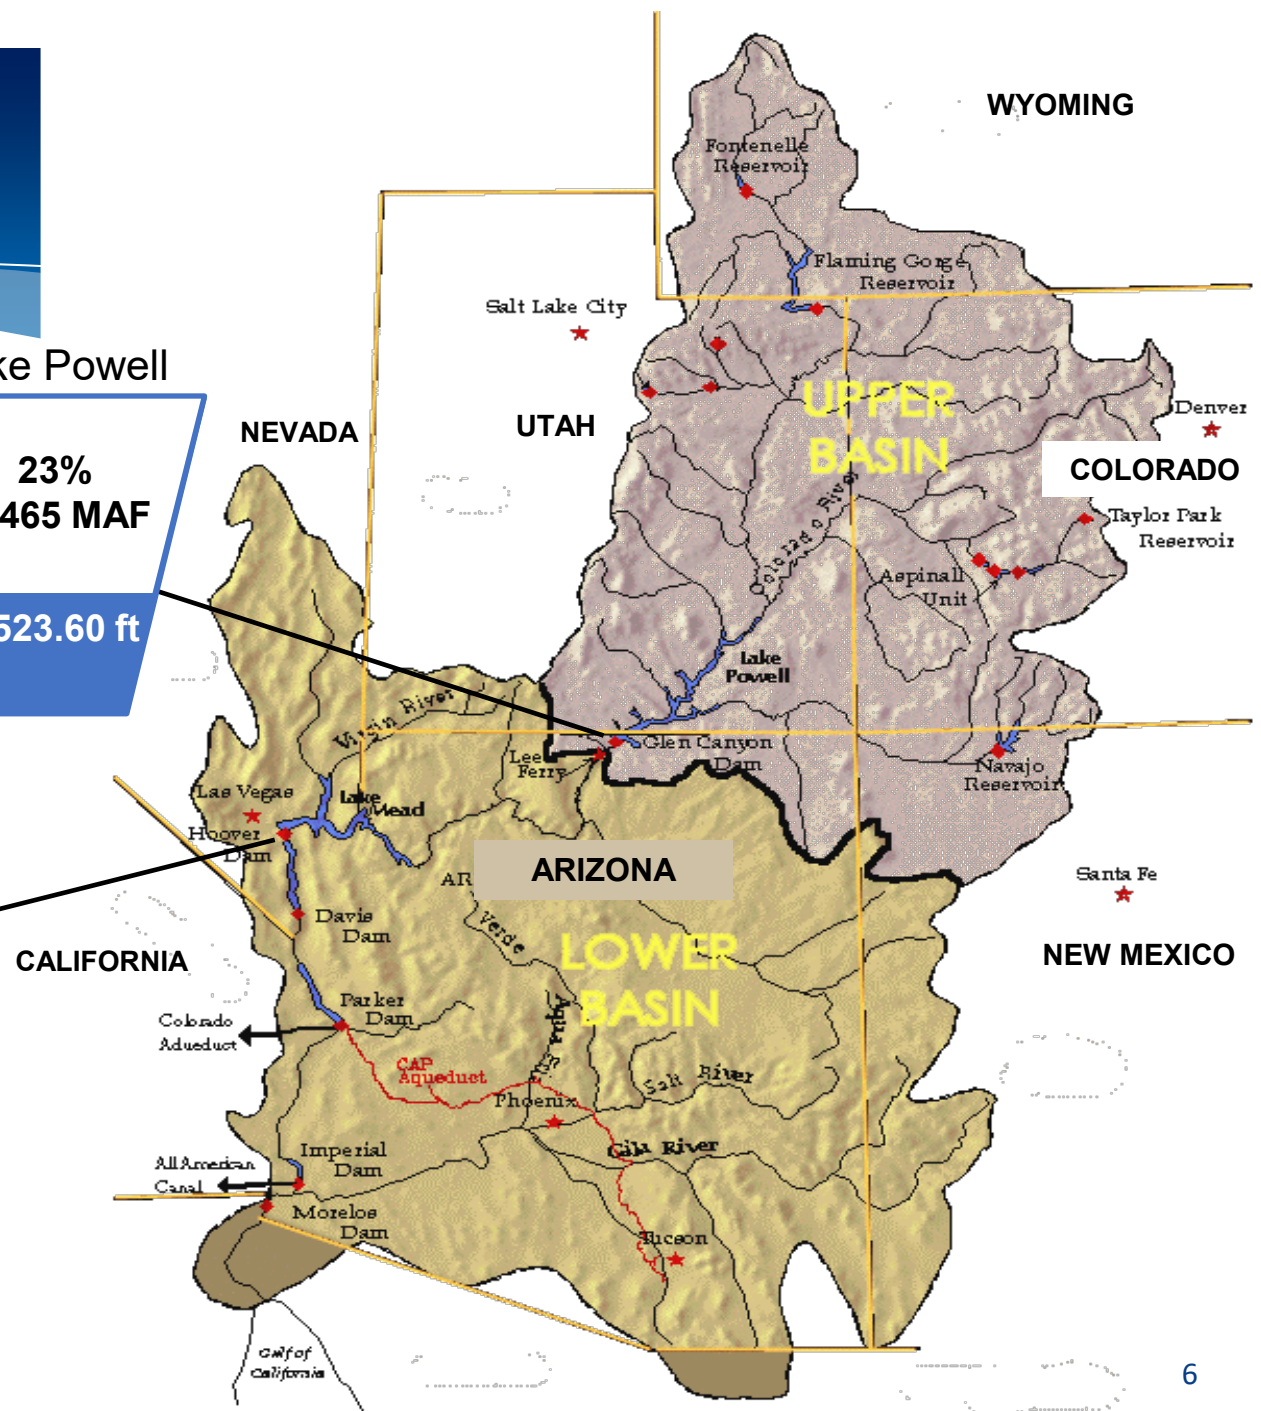 WYOMING
Fontenelle
Reservoir
Flaming Gorge
Reservoir
Salt Lake City
ke Powell
UPPER
BASIN
Denver
NEVADA
UTAH
23%
COLORADO
465 MAF
Colorado River
Taylor Park
Reservoir
Aspinall
Unit
523.60 ft
Lake
Powell
Virgin River
Glen Canyon
Dam
Lee
Ferry
Navajo
Reservoir
Las Vegas
Lake
Mead
Hoover
Dam
ARIZONA
AR
Santa Fe
Davis
Dam
Verde
LOWER
BASIN
CALIFORNIA
NEW MEXICO
Parker
Dam
Colorado
Adueduct
Agua Fria
CAP
Aqueduct
Salt River
Phoenix
Gila River
Imperial
Dam
All American
Canal
Morelos
Dam
Tucson
Gulf of
California
6